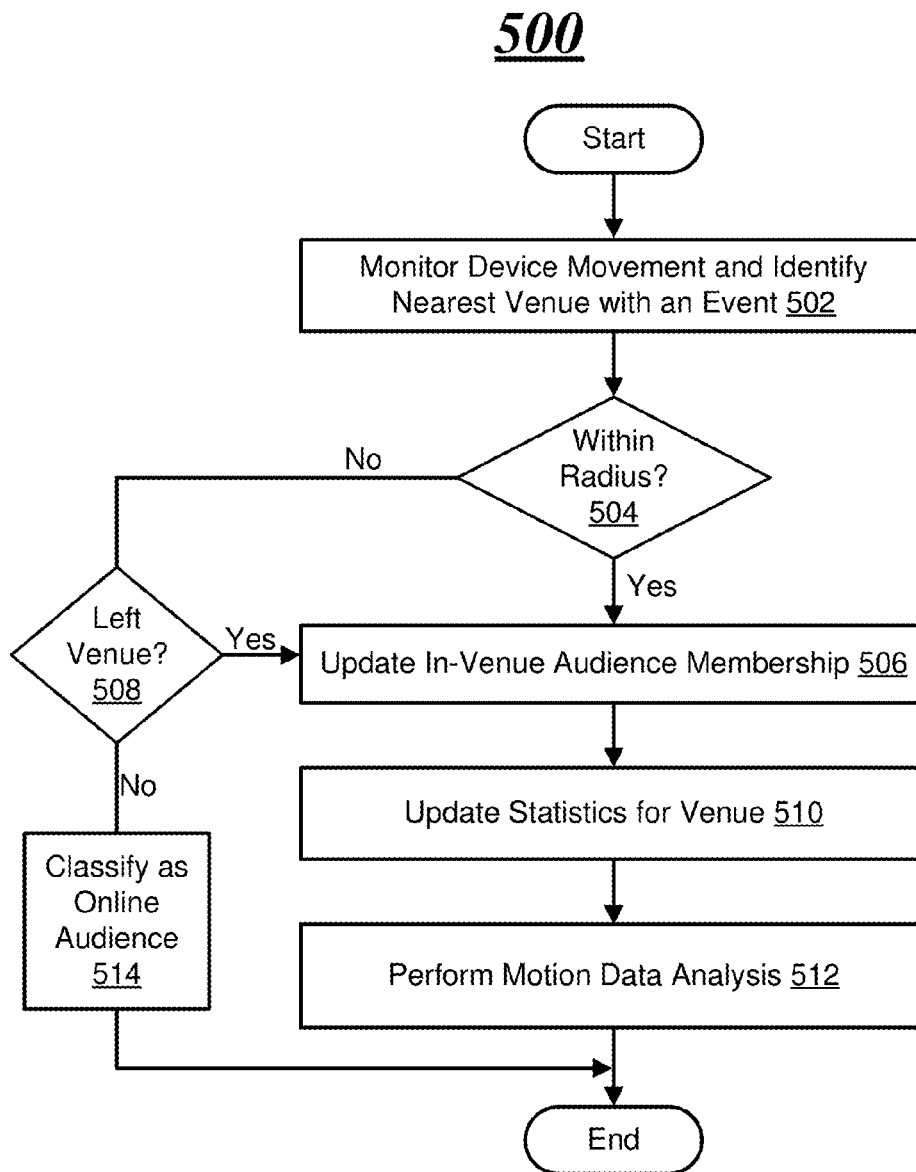 500
Start
Monitor Device Movement and Identify
Nearest Venue with an Event 502
Within
Radius?
504
No
Yes
Left
Venue?
508
Yes
Update In-Venue Audience Membership 506
No
Update Statistics for Venue 510
Classify as
Online
Audience
514
Perform Motion Data Analysis 512
End